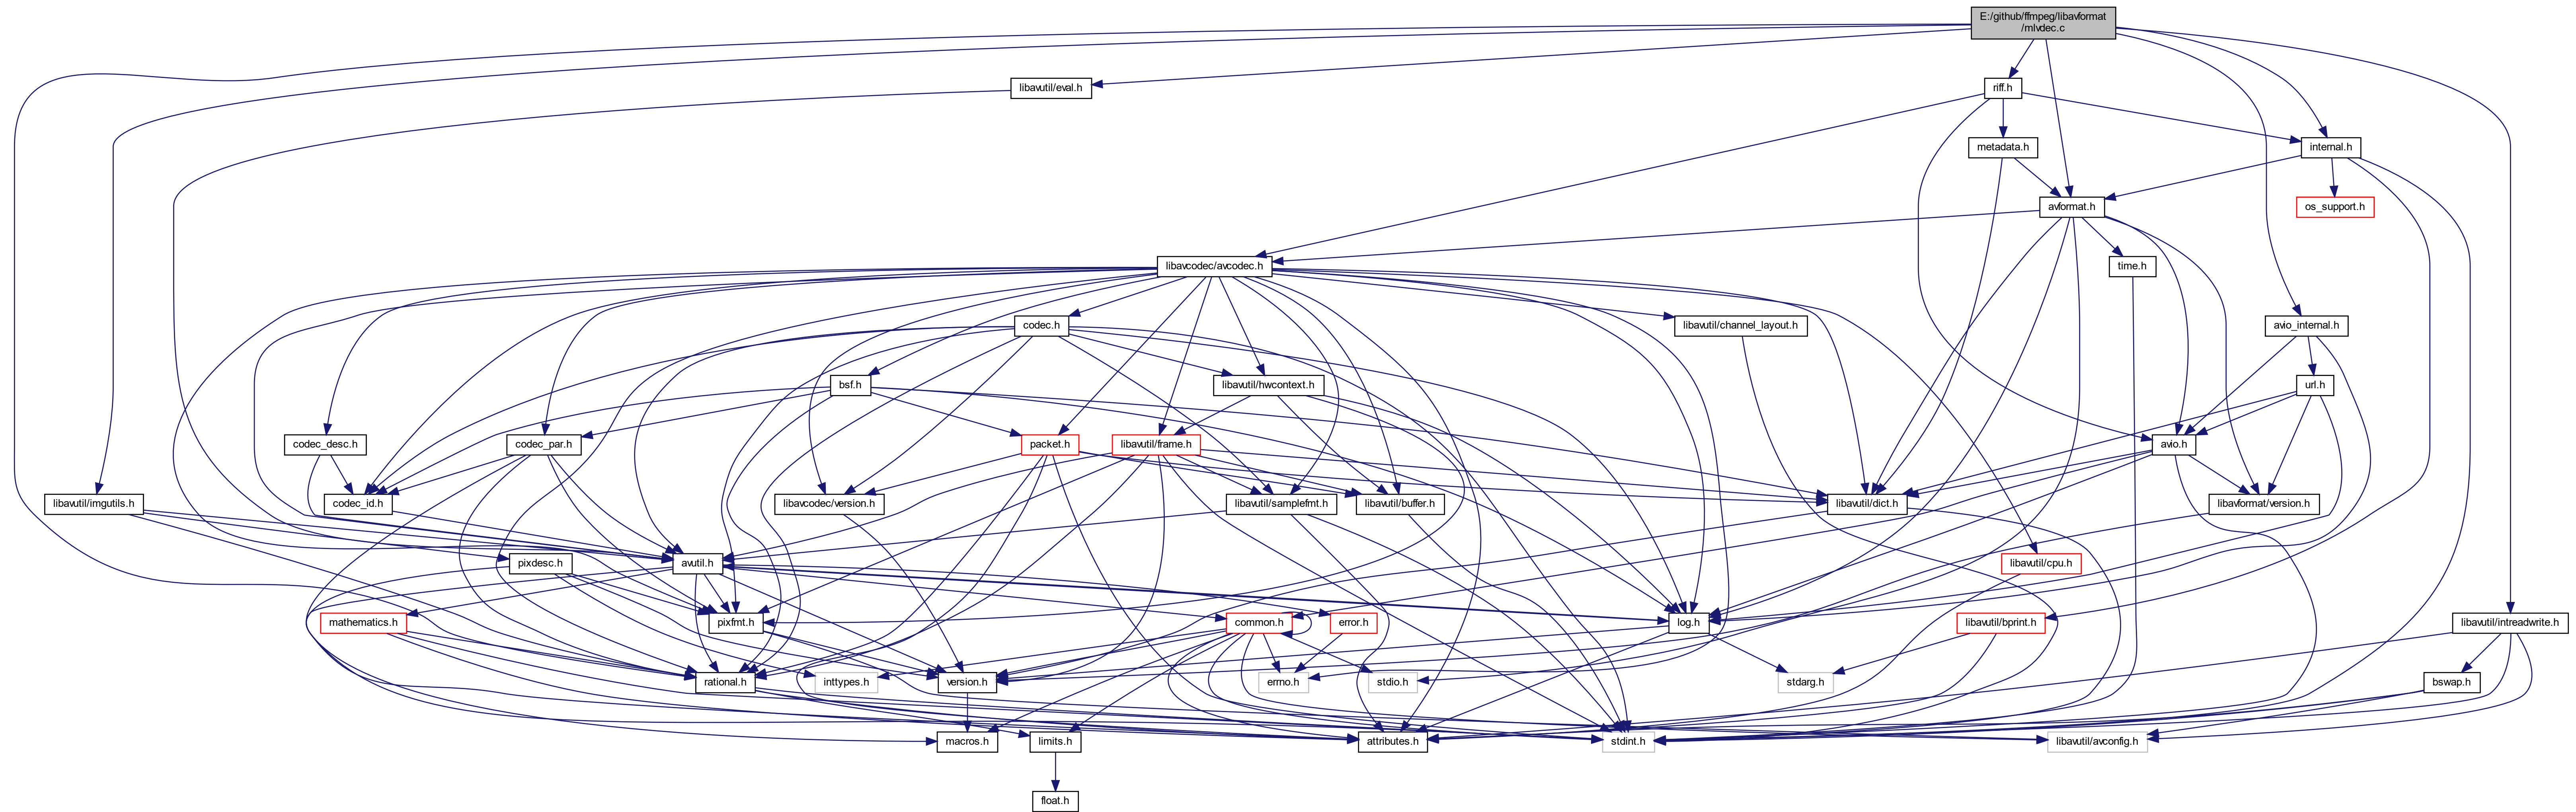 E:/github/ffmpeg/libavformat
/mlvdec.c
libavutil/eval.h
riff.h
metadata.h
internal.h
avformat.h
os_support.h
libavcodec/avcodec.h
time.h
codec.h
libavutil/channel_layout.h
avio_internal.h
bsf.h
libavutil/hwcontext.h
url.h
codec_desc.h
codec_par.h
packet.h
libavutil/frame.h
avio.h
libavutil/imgutils.h
codec_id.h
libavcodec/version.h
libavutil/samplefmt.h
libavutil/buffer.h
libavutil/dict.h
libavformat/version.h
pixdesc.h
avutil.h
libavutil/cpu.h
mathematics.h
pixfmt.h
common.h
error.h
log.h
libavutil/bprint.h
libavutil/intreadwrite.h
rational.h
inttypes.h
version.h
errno.h
stdio.h
stdarg.h
bswap.h
macros.h
limits.h
attributes.h
stdint.h
libavutil/avconfig.h
float.h